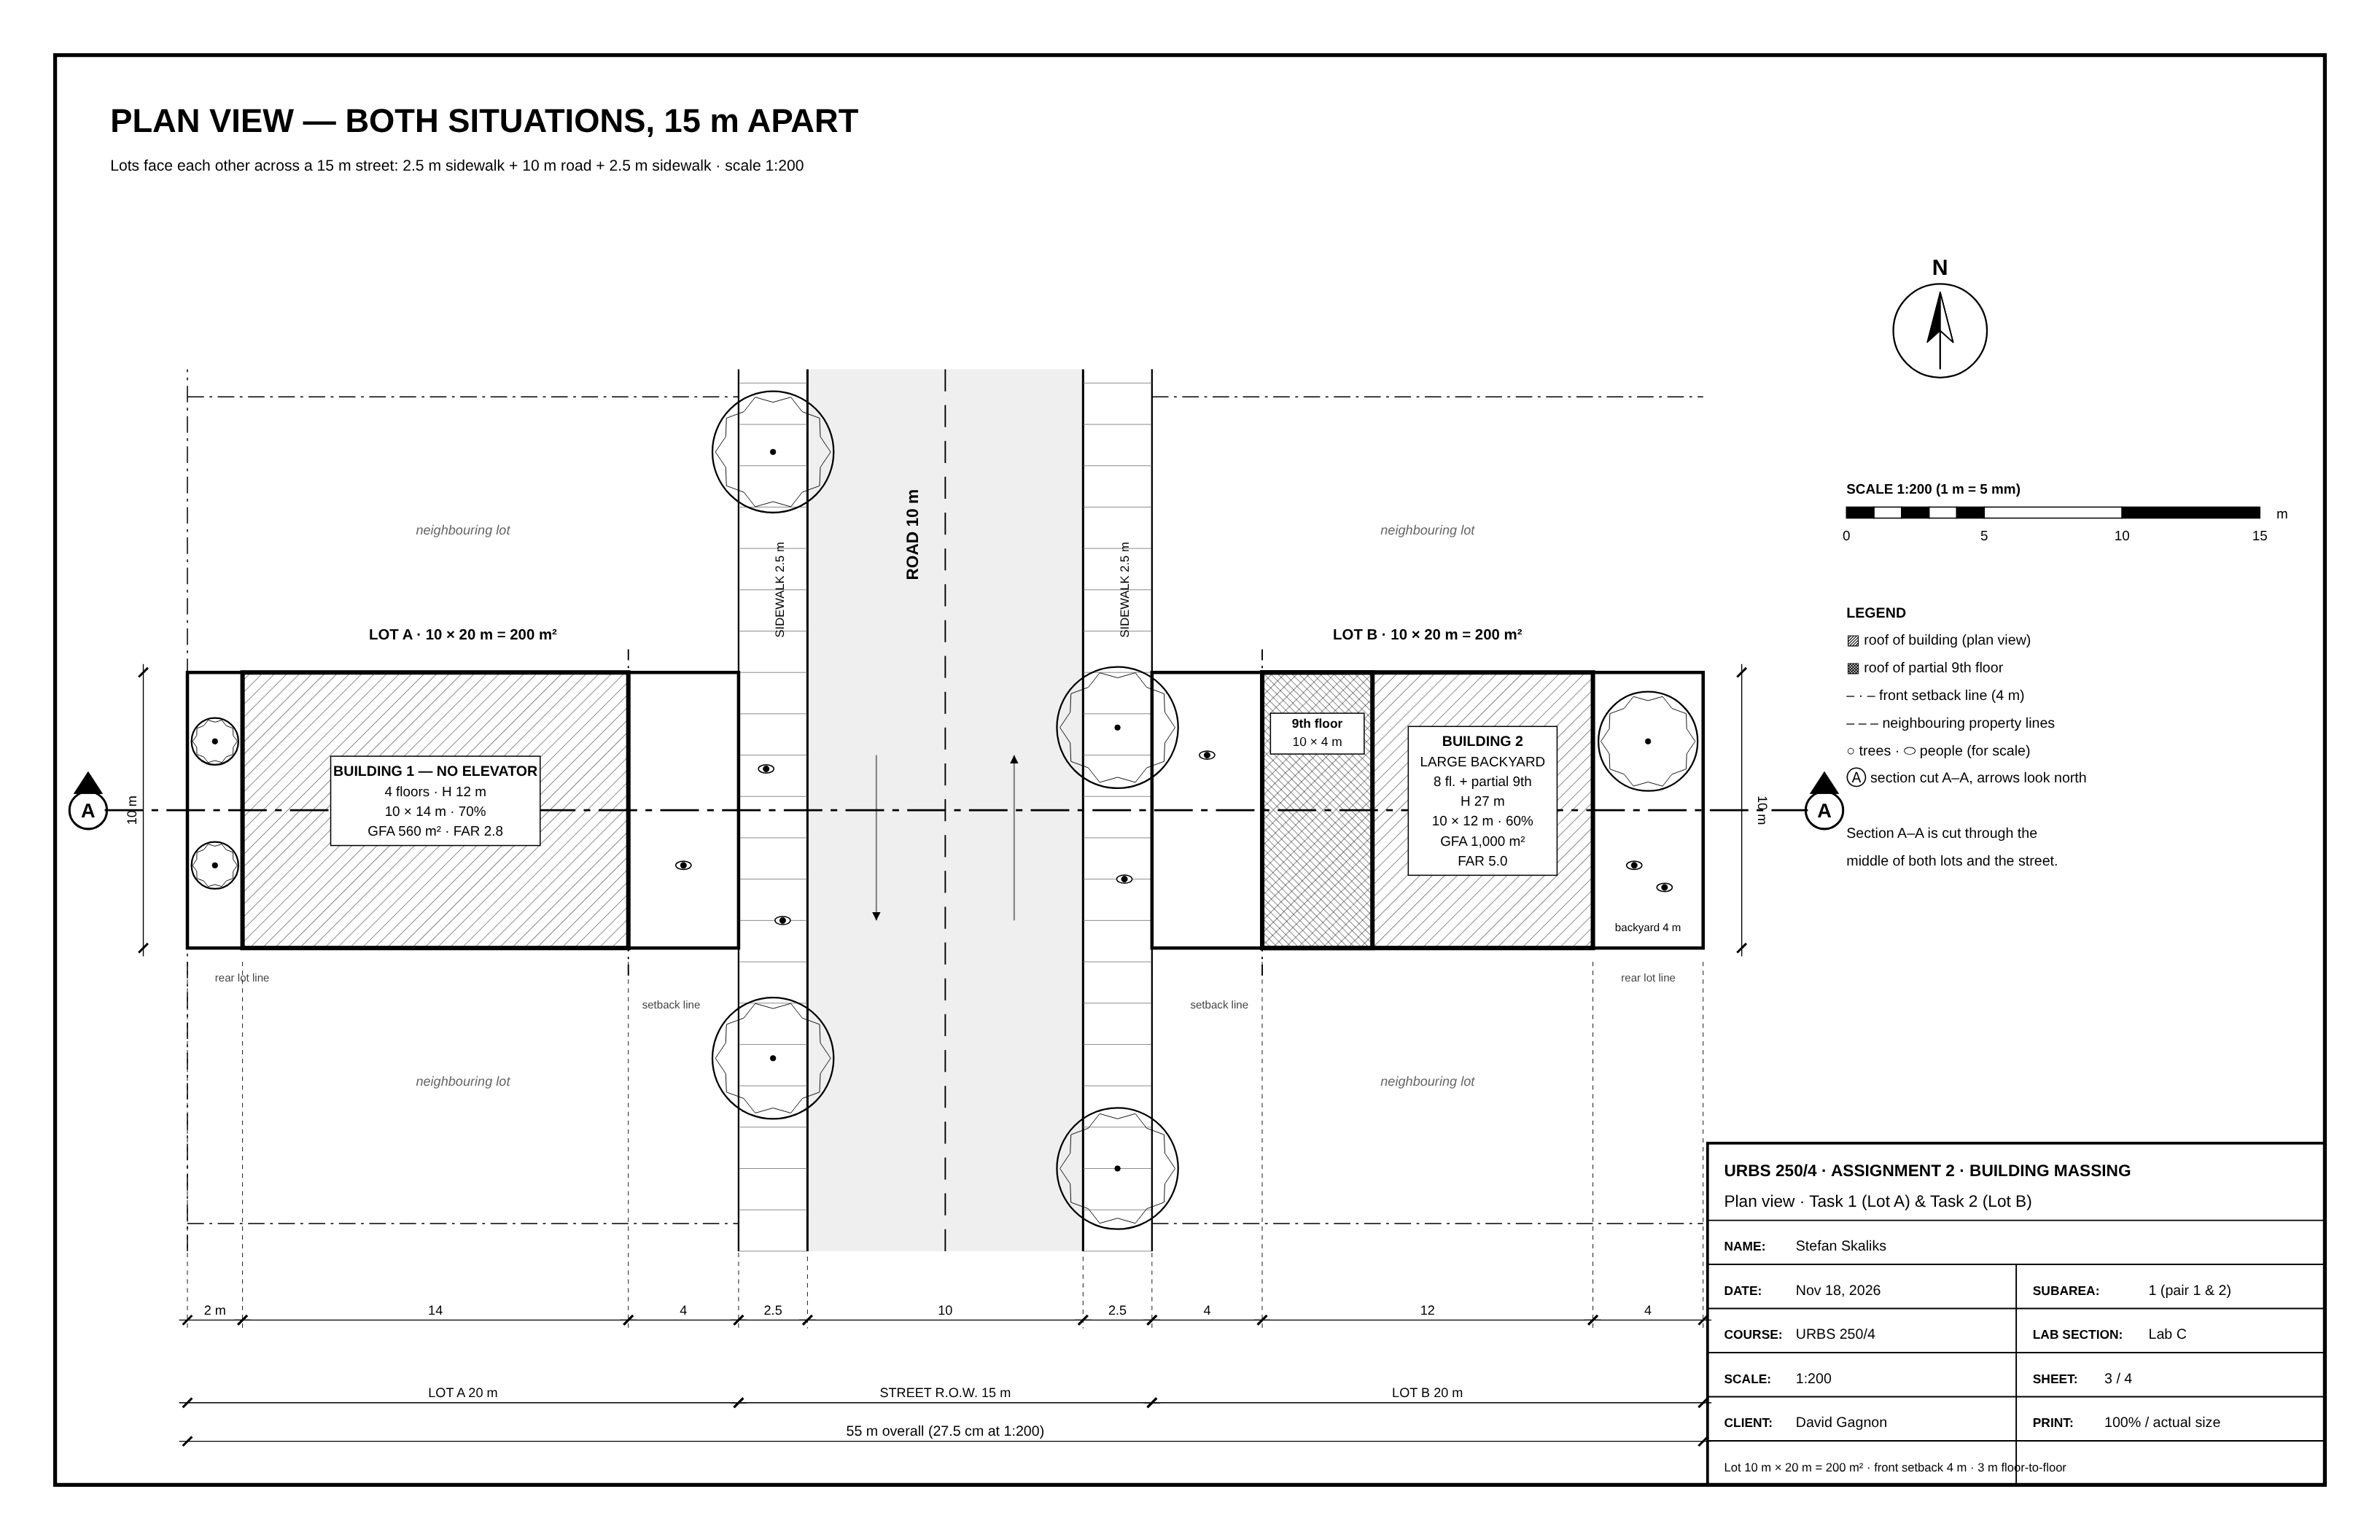 PLAN VIEW — BOTH SITUATIONS, 15 m APART
Lots face each other across a 15 m street: 2.5 m sidewalk + 10 m road + 2.5 m sidewalk · scale 1:200
N
SCALE 1:200 (1 m = 5 mm)
m
0 5 10 15
ROAD 10 m
SIDEWALK 2.5 m
SIDEWALK 2.5 m
neighbouring lot
neighbouring lot
LOT A · 10 × 20 m = 200 m²
LOT B · 10 × 20 m = 200 m²
LEGEND
roof of building (plan view)
roof of partial 9th floor
– · – front setback line (4 m)
– – – neighbouring property lines
○ trees · ⬭ people (for scale)
Ⓐ section cut A–A, arrows look north
Section A–A is cut through the
middle of both lots and the street.
A
10 m
BUILDING 1 — NO ELEVATOR
4 floors · H 12 m
10 × 14 m · 70%
GFA 560 m² · FAR 2.8
9th floor
10 × 4 m
BUILDING 2
LARGE BACKYARD
8 fl. + partial 9th
H 27 m
10 × 12 m · 60%
GFA 1,000 m²
FAR 5.0
backyard 4 m
10 m
A
rear lot line
setback line
setback line
rear lot line
neighbouring lot
neighbouring lot
2 m 14 4 2.5 10 2.5 4 12 4
LOT A 20 m
STREET R.O.W. 15 m
LOT B 20 m
55 m overall (27.5 cm at 1:200)
URBS 250/4 · ASSIGNMENT 2 · BUILDING MASSING
Plan view · Task 1 (Lot A) & Task 2 (Lot B)
NAME: Stefan Skaliks
DATE: Nov 18, 2026
SUBAREA: 1 (pair 1 & 2)
COURSE: URBS 250/4
LAB SECTION: Lab C
SCALE: 1:200
SHEET: 3 / 4
CLIENT: David Gagnon
PRINT: 100% / actual size
Lot 10 m × 20 m = 200 m² · front setback 4 m · 3 m floor-to-floor